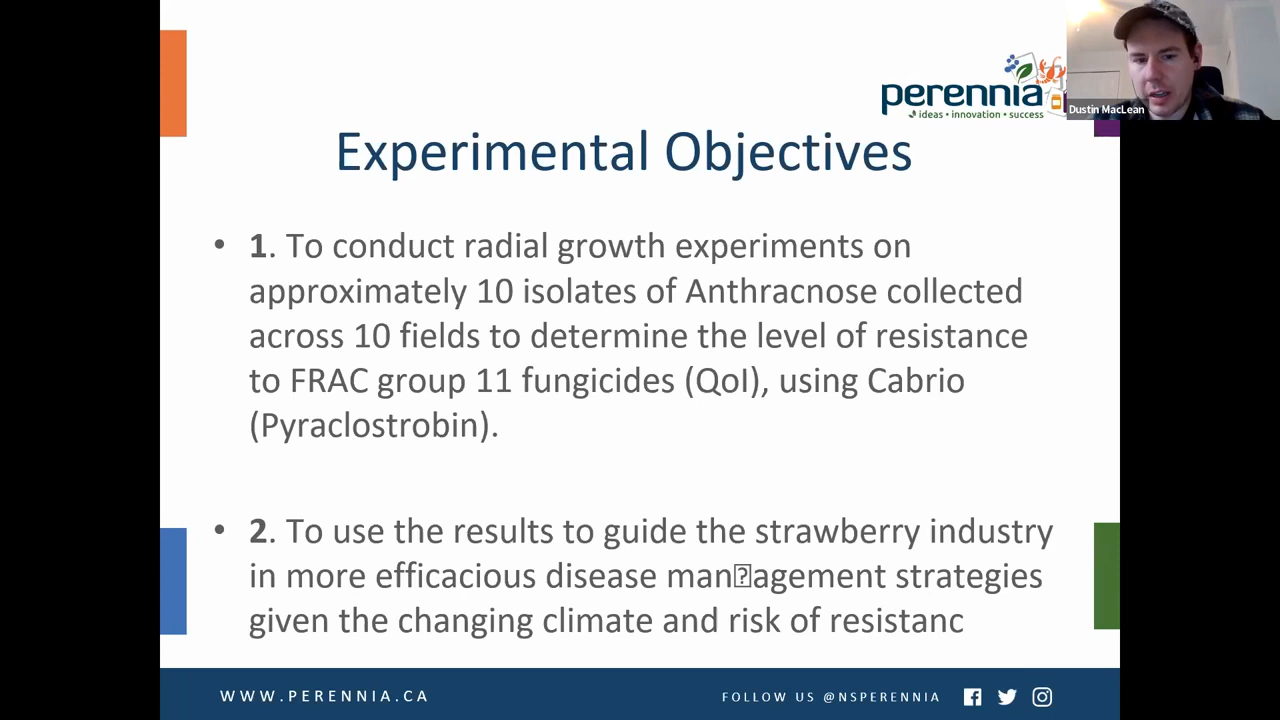 perennia
ideas • innovation • success
Dustin MacLean
Experimental Objectives
• 1. To conduct radial growth experiments on
approximately 10 isolates of Anthracnose collected
across 10 fields to determine the level of resistance
to FRAC group 11 fungicides (QoI), using Cabrio
(Pyraclostrobin).
• 2. To use the results to guide the strawberry industry
in more efficacious disease man⍰agement strategies
given the changing climate and risk of resistanc
WWW.PERENNIA.CA
FOLLOW US @NSPERENNIA